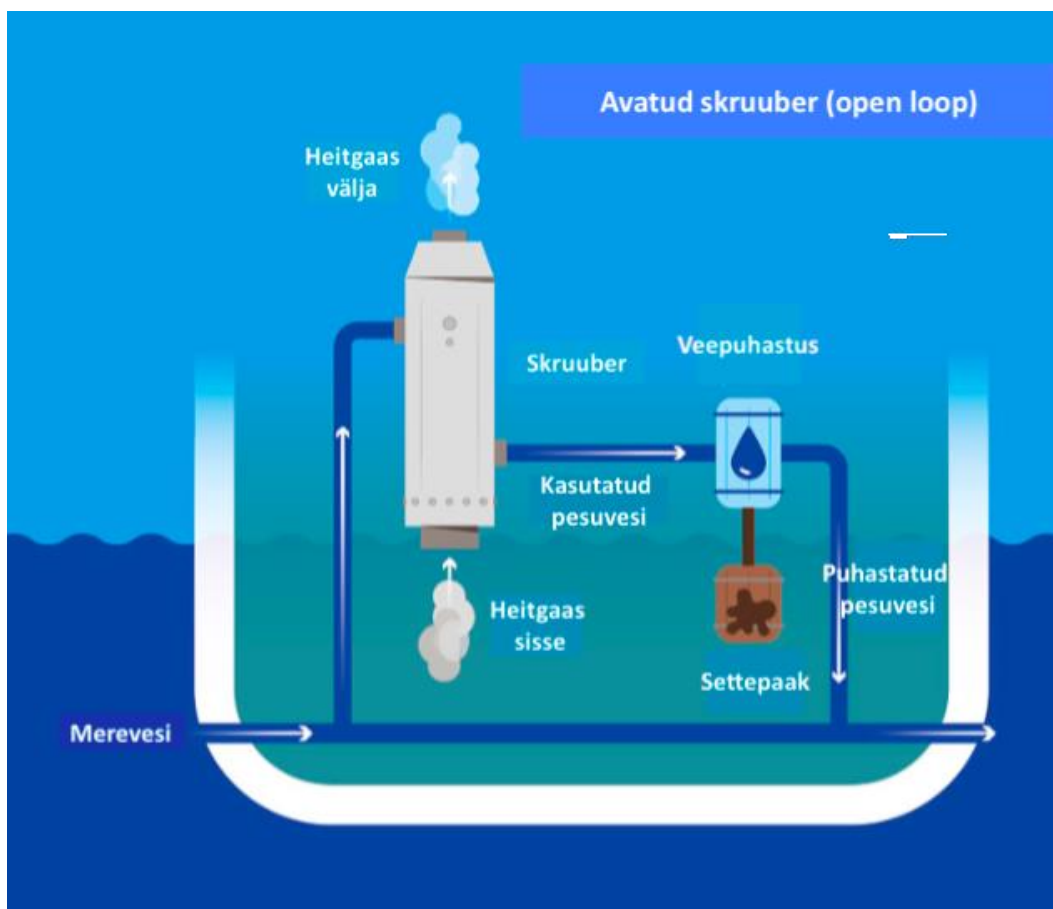 Avatud skruuber (open loop)
Heitgaas
välja
Veepuhastus
Skruuber
Kasutatud
pesuvesi
Puhastatud
pesuvesi
Heitgaas
sisse
Settepaak
Merevesi